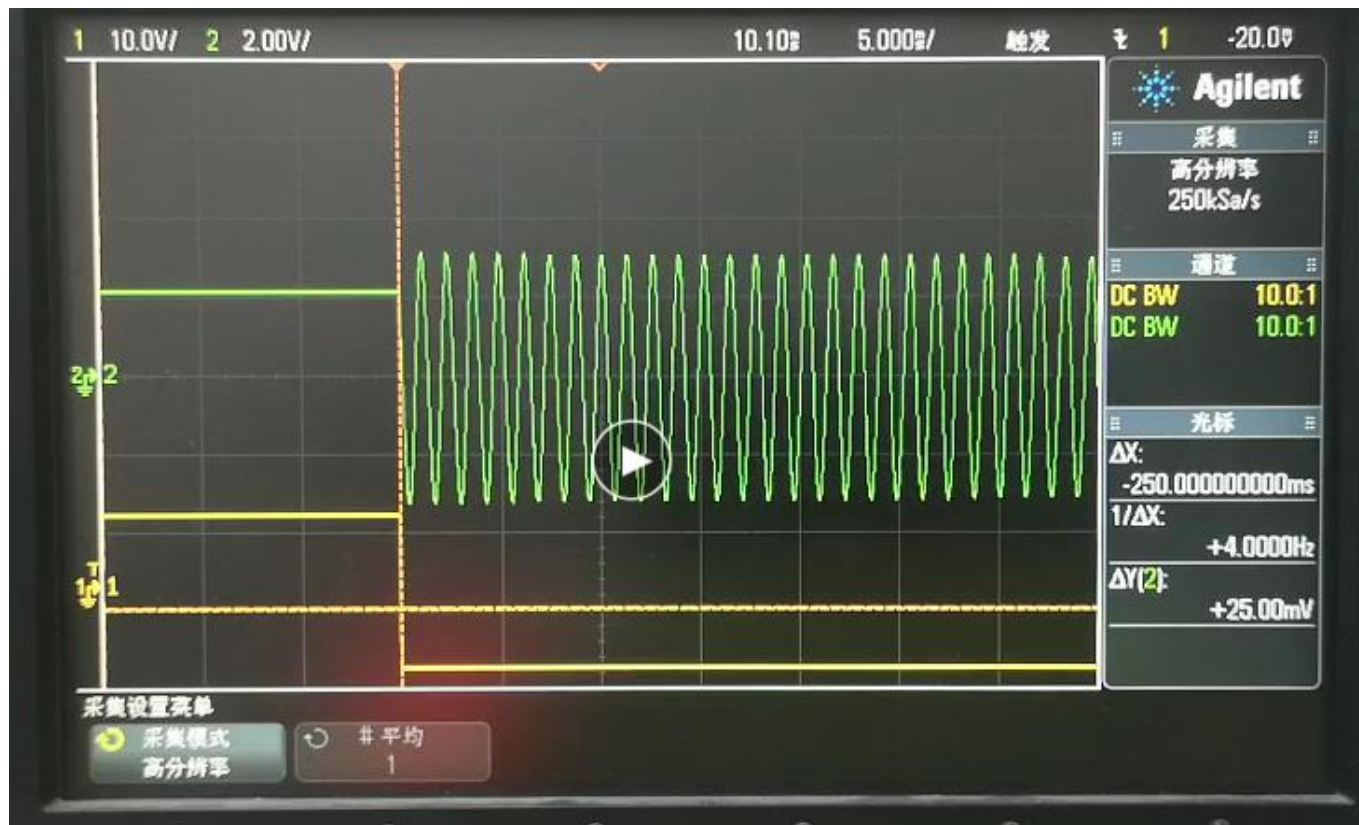 1 10.0V/ 2 2.00V/ 10.10s 5.000s/ 触发 1 -20.0V
Agilent
采集
高分辨率
250kSa/s
通道
DC BW 10.0:1
DC BW 10.0:1
光标
ΔX:
-250.000000000ms
1/ΔX:
+4.0000Hz
ΔY(2):
+25.00mV
2 2
T
1 1
采集设置菜单
采集模式
高分辨率
# 平均
1